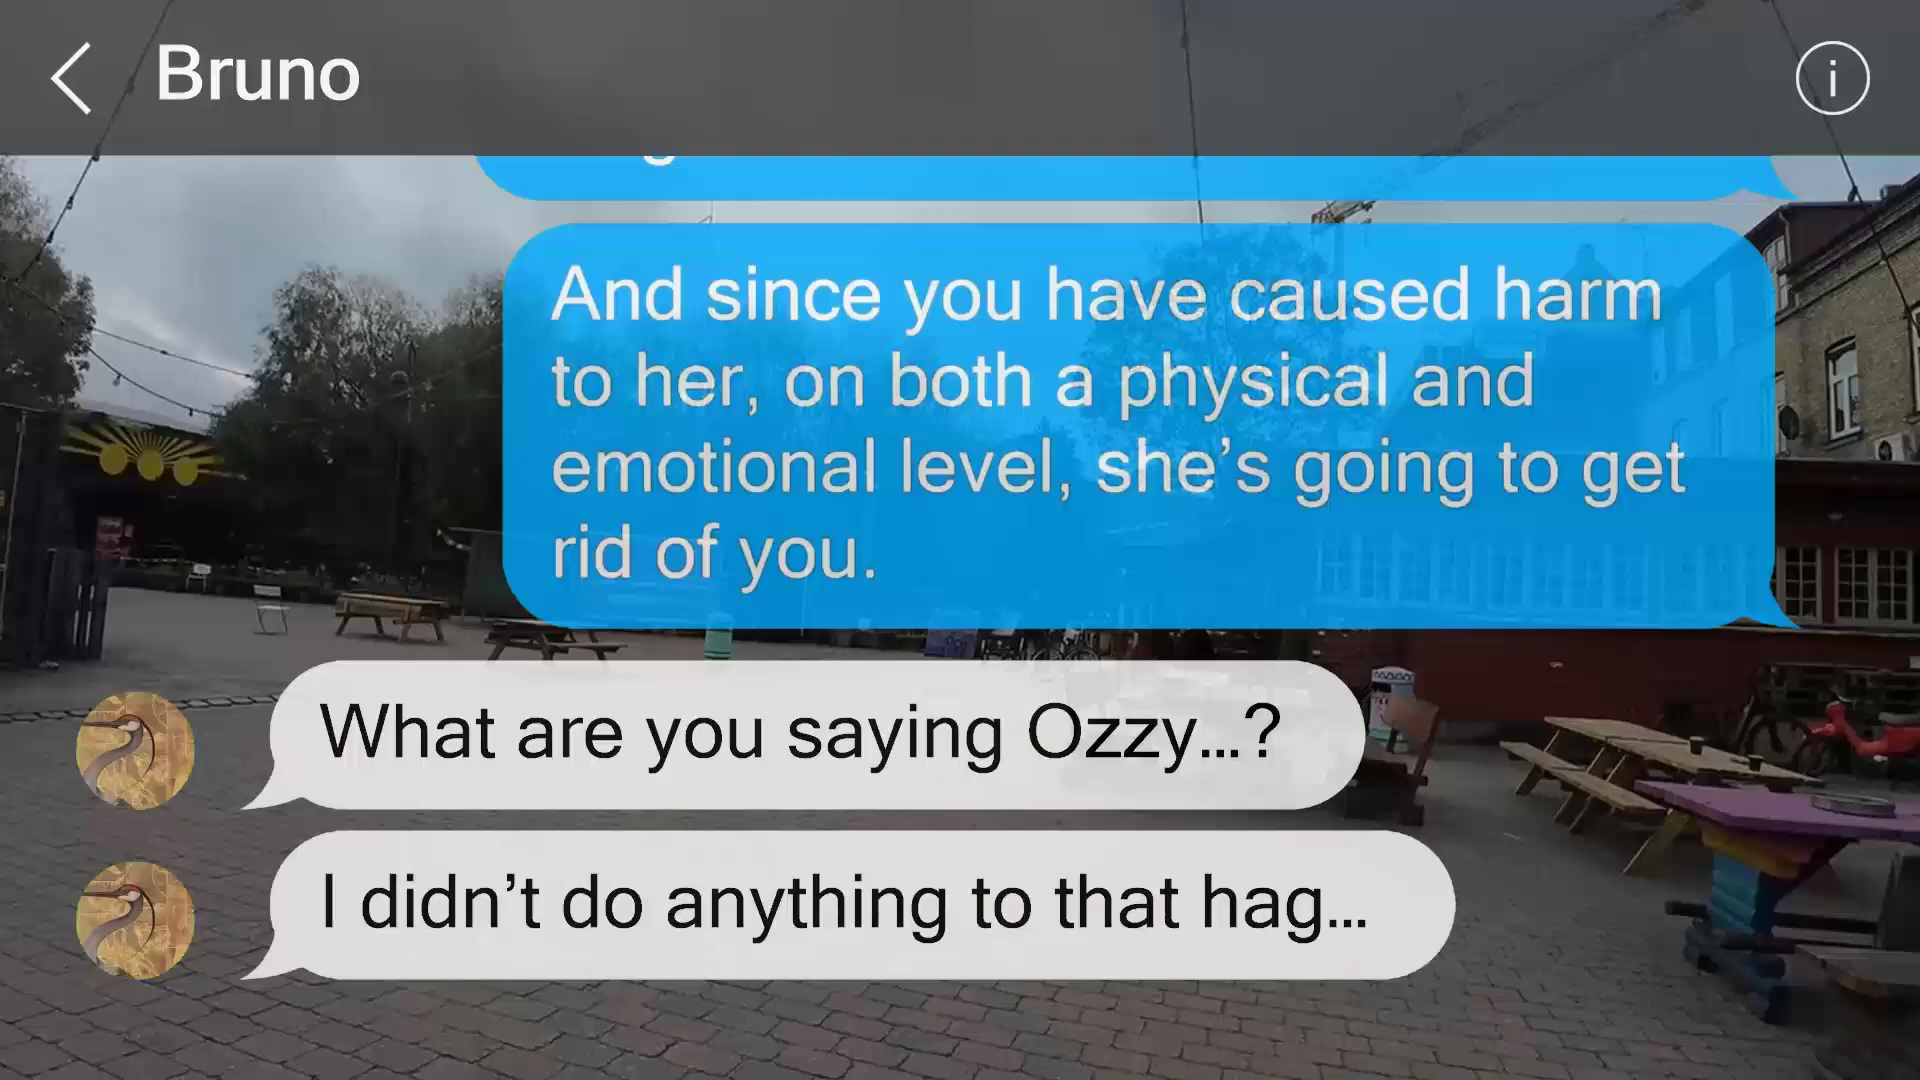 Bruno
And since you have caused harm
to her, on both a physical and
emotional level, she’s going to get
rid of you.
What are you saying Ozzy...?
I didn’t do anything to that hag...